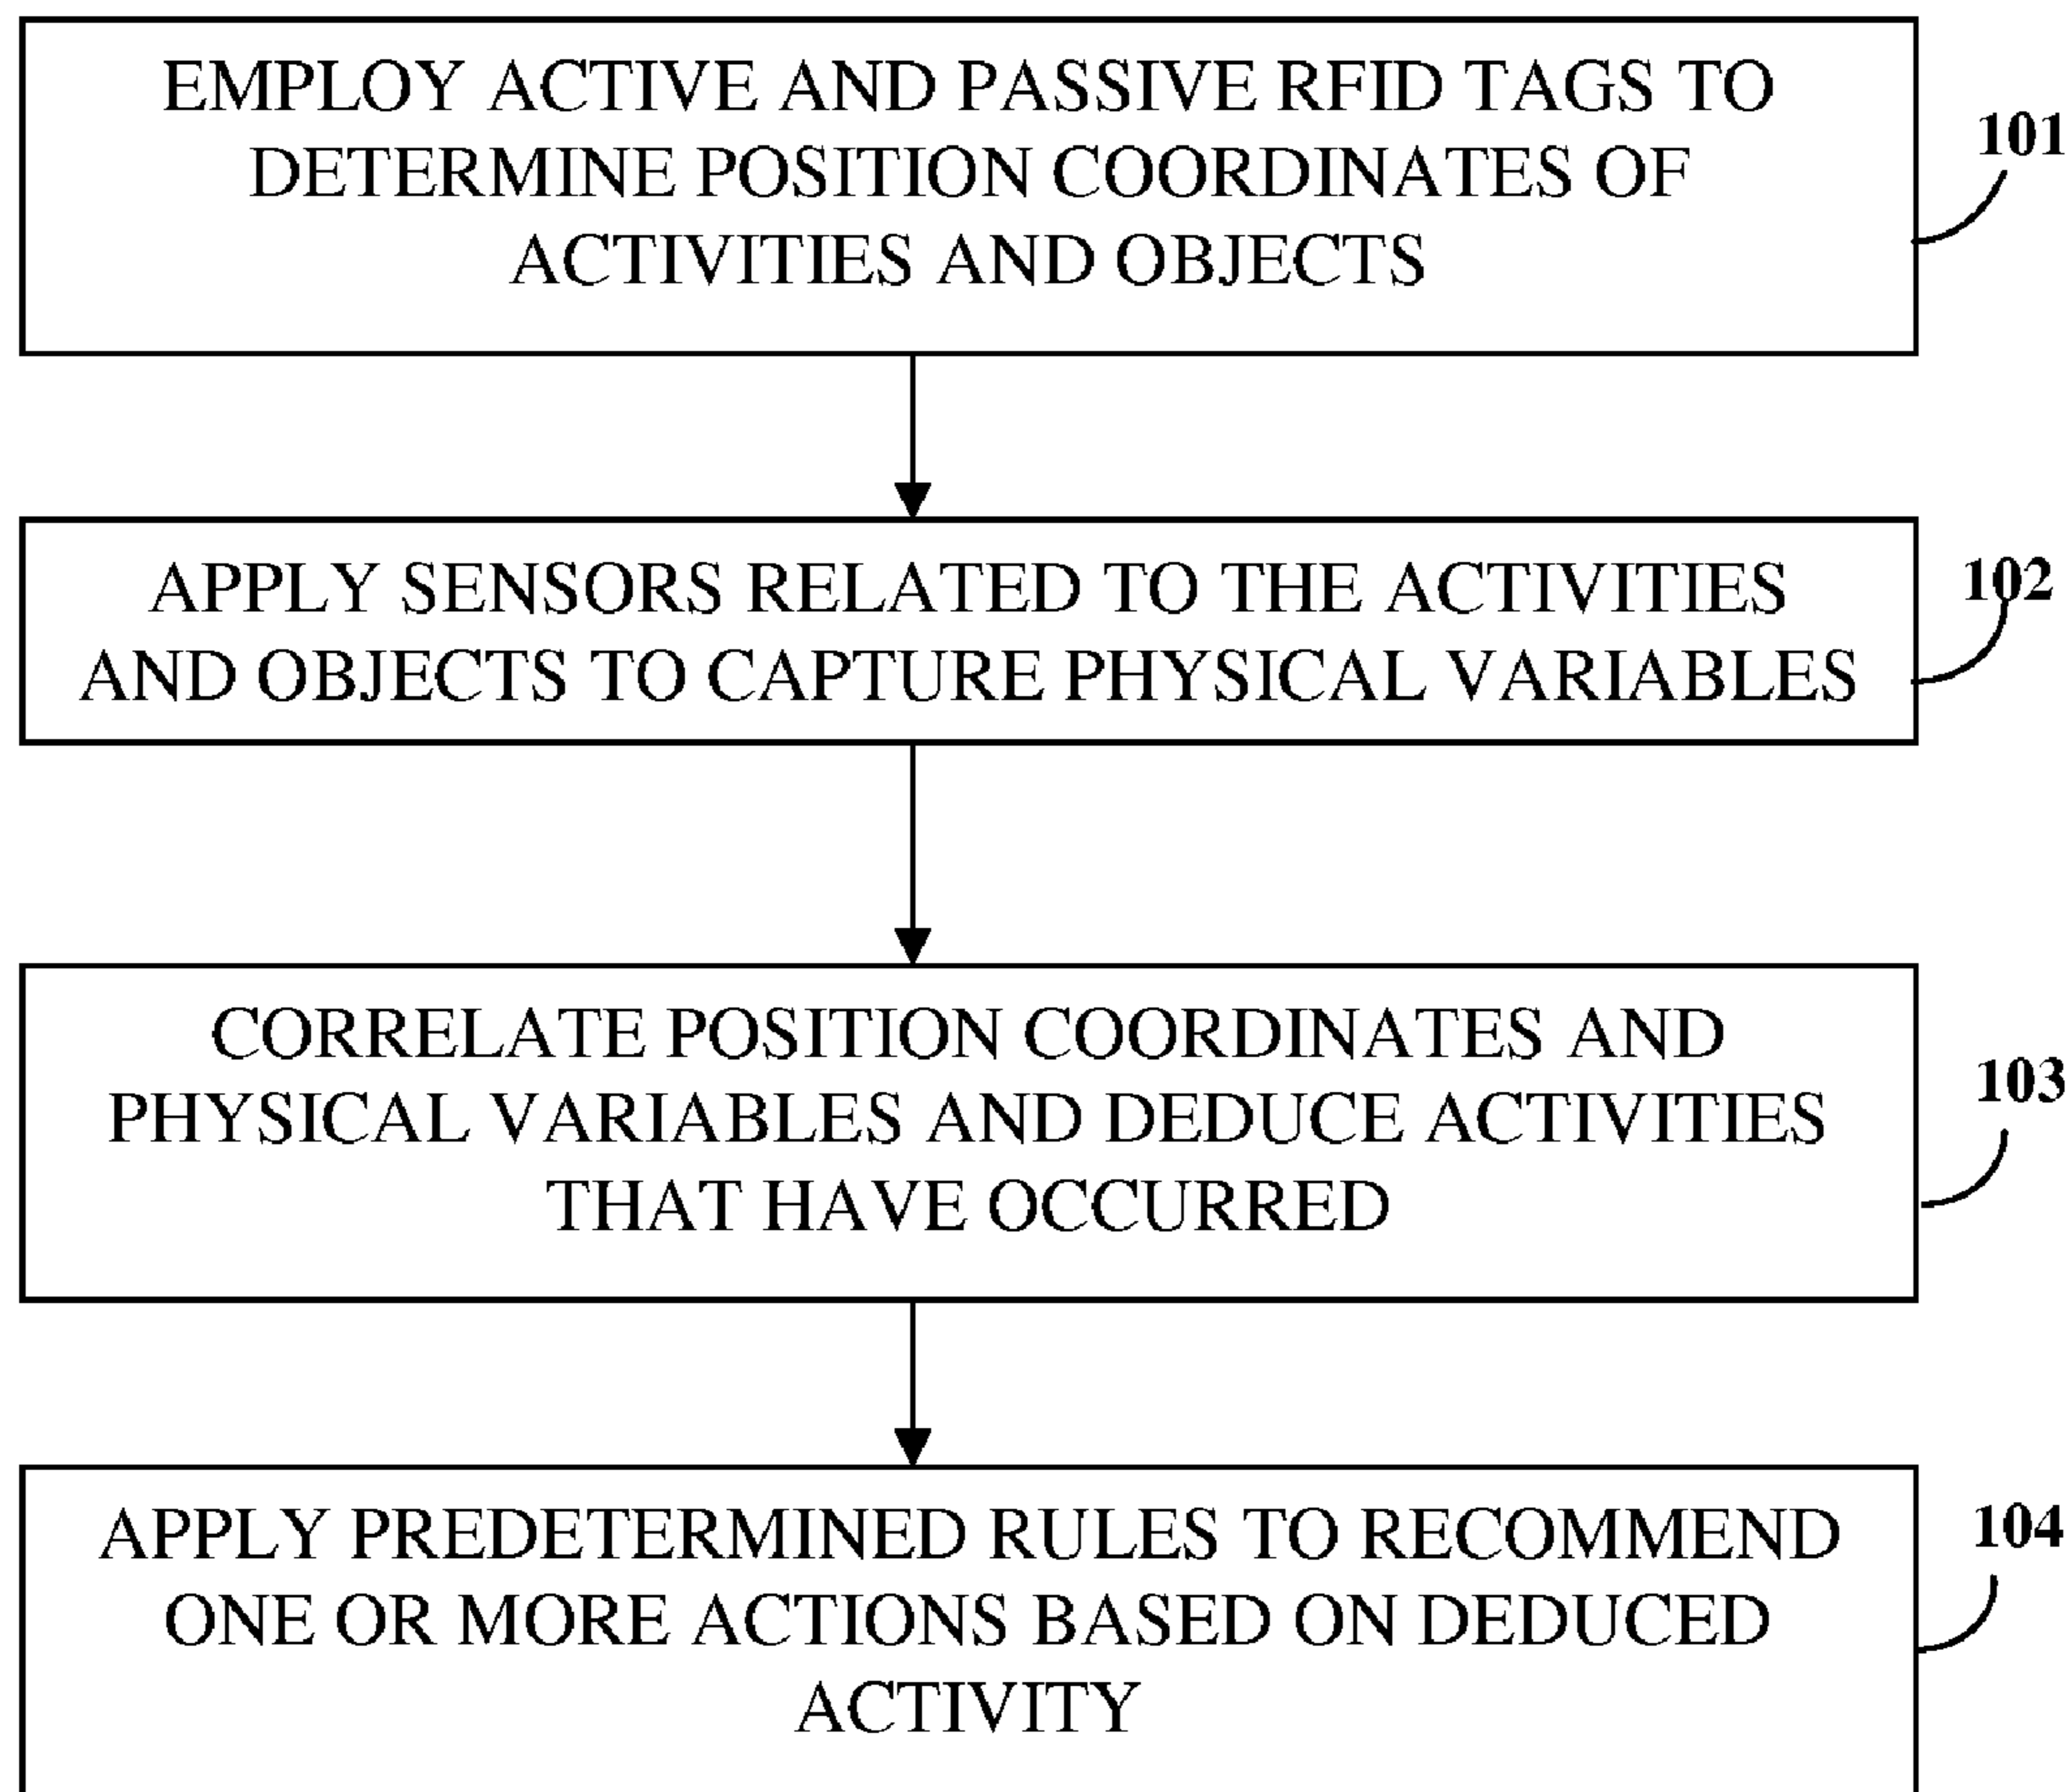 EMPLOY ACTIVE AND PASSIVE RFID TAGS TO
DETERMINE POSITION COORDINATES OF
ACTIVITIES AND OBJECTS
101
APPLY SENSORS RELATED TO THE ACTIVITIES
AND OBJECTS TO CAPTURE PHYSICAL VARIABLES
102
CORRELATE POSITION COORDINATES AND
PHYSICAL VARIABLES AND DEDUCE ACTIVITIES
THAT HAVE OCCURRED
103
APPLY PREDETERMINED RULES TO RECOMMEND
ONE OR MORE ACTIONS BASED ON DEDUCED
ACTIVITY
104